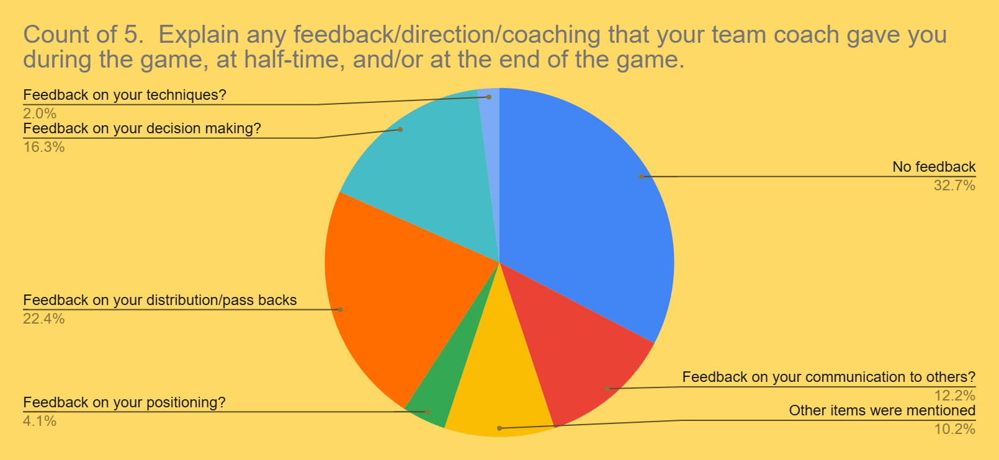 Count of 5.  Explain any feedback/direction/coaching that your team coach gave you
during the game, at half-time, and/or at the end of the game.
Feedback on your techniques?
2.0%
Feedback on your decision making?
16.3%
No feedback
32.7%
Feedback on your distribution/pass backs
22.4%
Feedback on your communication to others?
12.2%
Feedback on your positioning?
4.1%
Other items were mentioned
10.2%